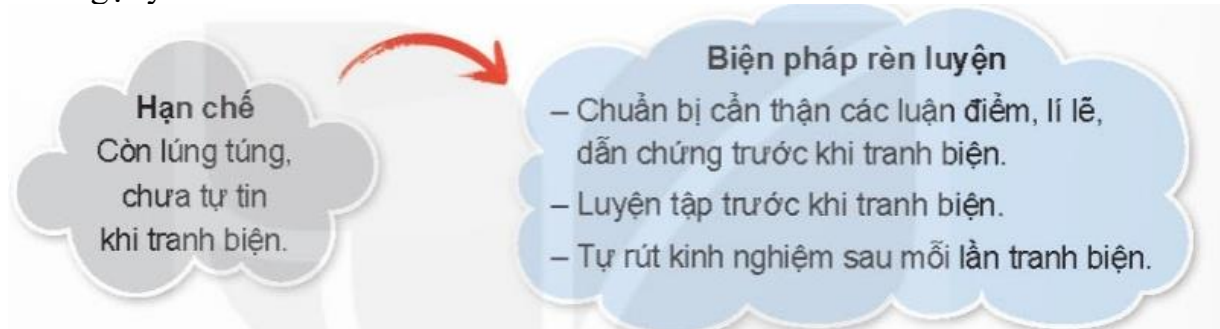 Hạn chế
Còn lúng túng,
chưa tự tin
khi tranh biện.
Biện pháp rèn luyện
– Chuẩn bị cẩn thận các luận điểm, lí lẽ,
dẫn chứng trước khi tranh biện.
– Luyện tập trước khi tranh biện.
– Tự rút kinh nghiệm sau mỗi lần tranh biện.